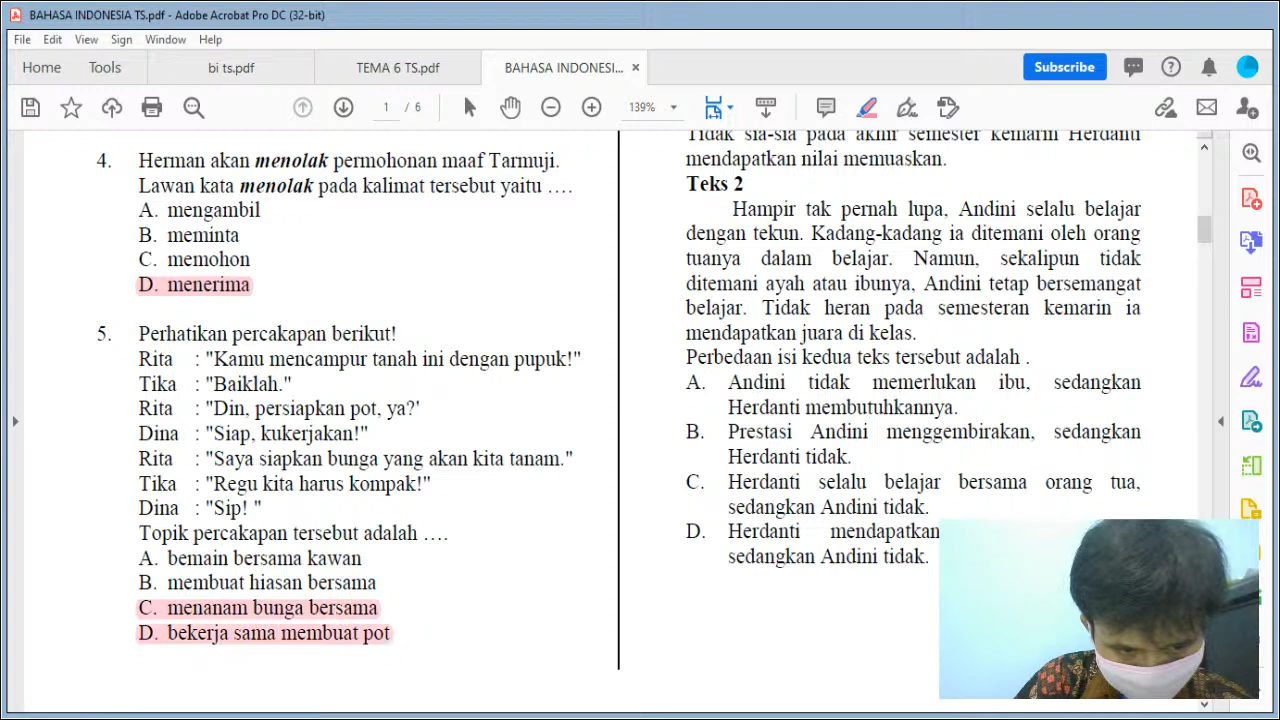 BAHASA INDONESIA TS.pdf - Adobe Acrobat Pro DC (32-bit)
File Edit View Sign Window Help
Home Tools bi ts.pdf TEMA 6 TS.pdf BAHASA INDONESI... × Subscribe
1 / 6 139%
4. Herman akan menolak permohonan maaf Tarmuji.
Lawan kata menolak pada kalimat tersebut yaitu ….
A. mengambil
B. meminta
C. memohon
D. menerima
5. Perhatikan percakapan berikut!
Rita : "Kamu mencampur tanah ini dengan pupuk!"
Tika : "Baiklah."
Rita : "Din, persiapkan pot, ya?'
Dina : "Siap, kukerjakan!"
Rita : "Saya siapkan bunga yang akan kita tanam."
Tika : "Regu kita harus kompak!"
Dina : "Sip! "
Topik percakapan tersebut adalah ….
A. bemain bersama kawan
B. membuat hiasan bersama
C. menanam bunga bersama
D. bekerja sama membuat pot
Tidak sia-sia pada akhir semester kemarin Herdanti
mendapatkan nilai memuaskan.
Teks 2
Hampir tak pernah lupa, Andini selalu belajar
dengan tekun. Kadang-kadang ia ditemani oleh orang
tuanya dalam belajar. Namun, sekalipun tidak
ditemani ayah atau ibunya, Andini tetap bersemangat
belajar. Tidak heran pada semesteran kemarin ia
mendapatkan juara di kelas.
Perbedaan isi kedua teks tersebut adalah .
A. Andini tidak memerlukan ibu, sedangkan
Herdanti membutuhkannya.
B. Prestasi Andini menggembirakan, sedangkan
Herdanti tidak.
C. Herdanti selalu belajar bersama orang tua,
sedangkan Andini tidak.
D. Herdanti mendapatkan
sedangkan Andini tidak.